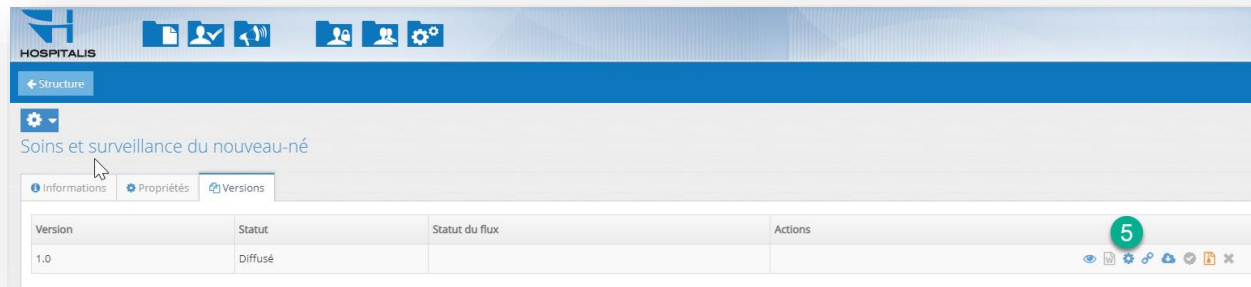 HOSPITALIS
Structure
Soins et surveillance du nouveau-né
Informations Propriétés Versions
Version Statut Statut du flux Actions
5
1.0 Diffusé